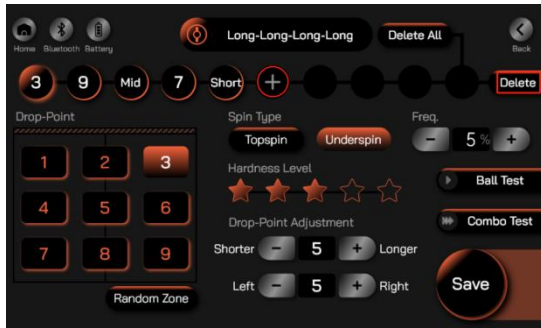 Home Bluetooth Battery
Long-Long-Long-Long
Delete All
Back
3 9 Mid 7 Short + Delete
Drop-Point
1 2 3
4 5 6
7 8 9
Random Zone
Spin Type
Topspin Underspin
Hardness Level
Drop-Point Adjustment
Shorter - 5 + Longer
Left - 5 + Right
Freq.
- 5 % +
Ball Test
Combo Test
Save